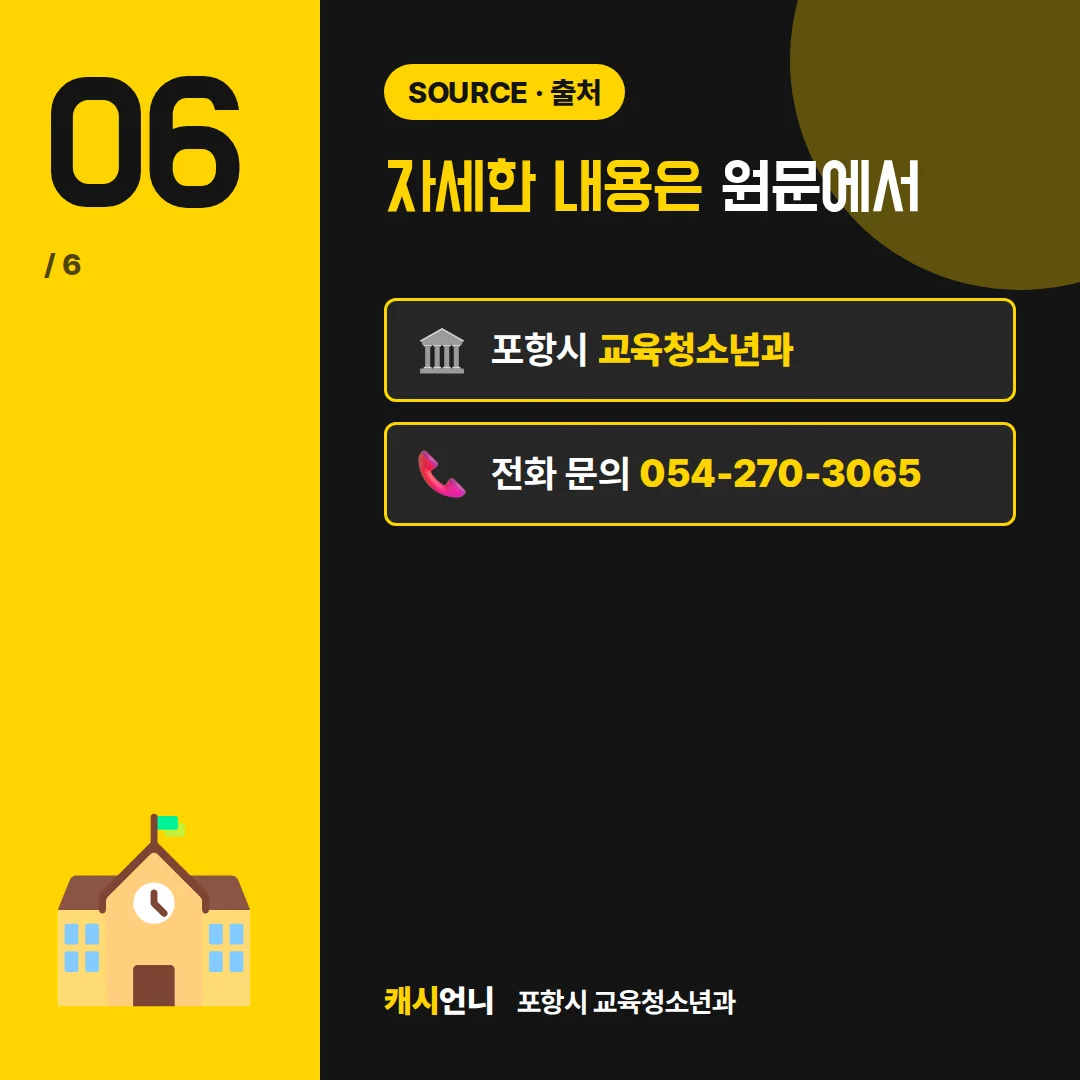 06
/ 6
SOURCE · 출처
자세한 내용은 원문에서
포항시 교육청소년과
전화 문의 054-270-3065
캐시언니 포항시 교육청소년과